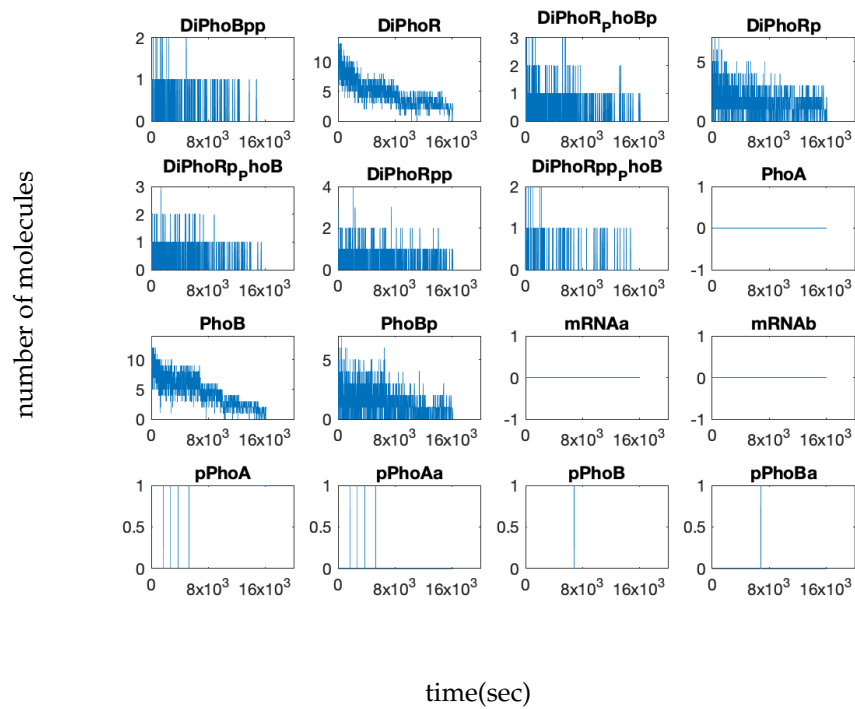 DiPhoBpp DiPhoR DiPhoR_PhoBp DiPhoRp
2 1 0 0 8x10³ 16x10³
10 5 0 0 8x10³ 16x10³
3 2 1 0 0 8x10³ 16x10³
5 0 0 8x10³ 16x10³
DiPhoRp_PhoB DiPhoRpp DiPhoRpp_PhoB PhoA
3 2 1 0 0 8x10³ 16x10³
4 2 0 0 8x10³ 16x10³
2 1 0 0 8x10³ 16x10³
1 0 -1 0 8x10³ 16x10³
PhoB PhoBp mRNAa mRNAb
10 5 0 0 8x10³ 16x10³
5 0 0 8x10³ 16x10³
1 0 -1 0 8x10³ 16x10³
1 0 -1 0 8x10³ 16x10³
pPhoA pPhoAa pPhoB pPhoBa
1 0.5 0 0 8x10³ 16x10³
1 0.5 0 0 8x10³ 16x10³
1 0.5 0 0 8x10³ 16x10³
1 0.5 0 0 8x10³ 16x10³
number of molecules
time(sec)